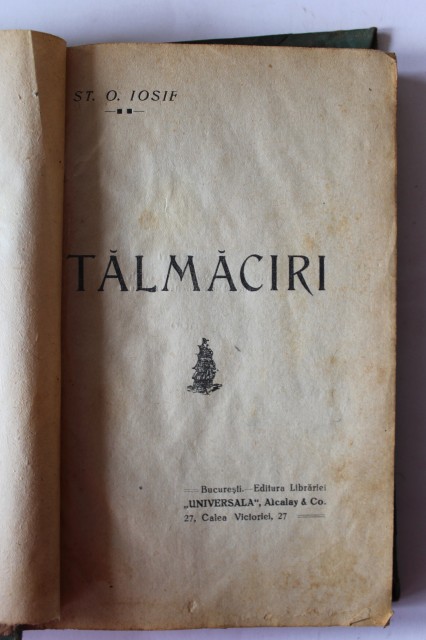 ST. O. IOSIF
TĂLMĂCIRI
București.—Editura Librăriei
„UNIVERSALA“, Alcalay & Co.
27, Calea Victoriei, 27